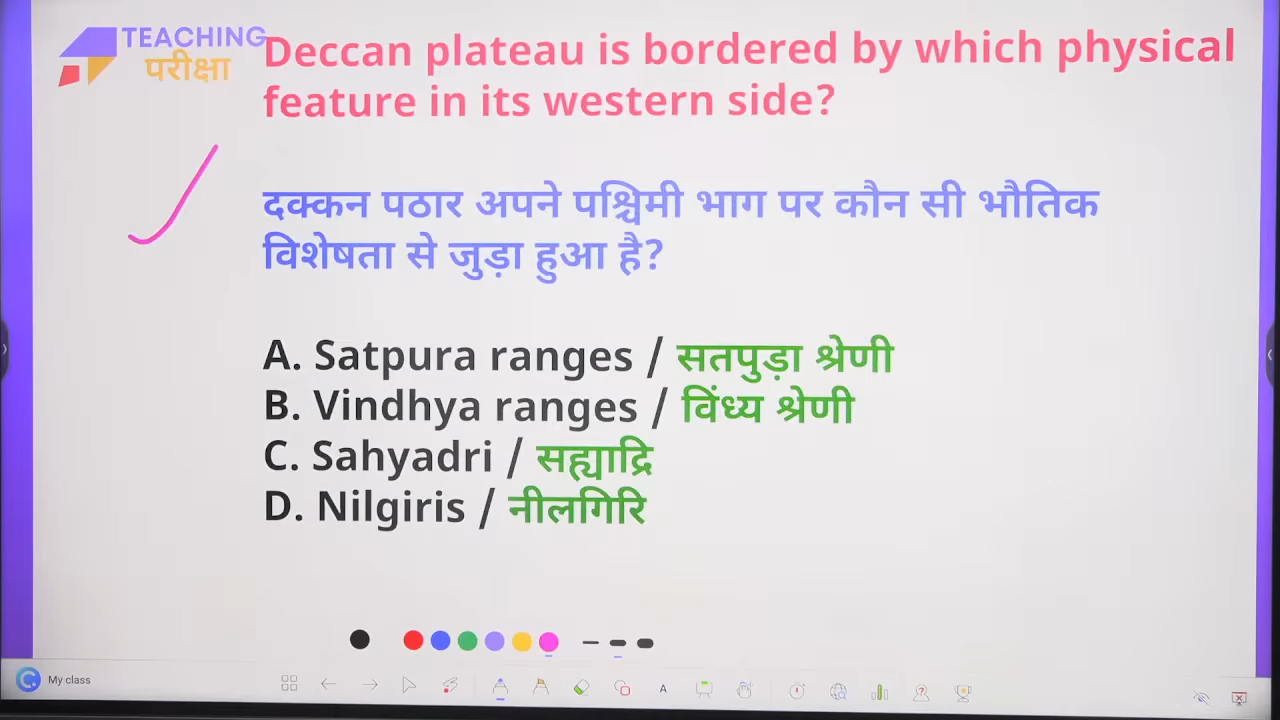 TEACHING
परीक्षा
Deccan plateau is bordered by which physical
feature in its western side?
दक्कन पठार अपने पश्चिमी भाग पर कौन सी भौतिक
विशेषता से जुड़ा हुआ है?
A. Satpura ranges / सतपुड़ा श्रेणी
B. Vindhya ranges / विंध्य श्रेणी
C. Sahyadri / सह्याद्रि
D. Nilgiris / नीलगिरि
My class